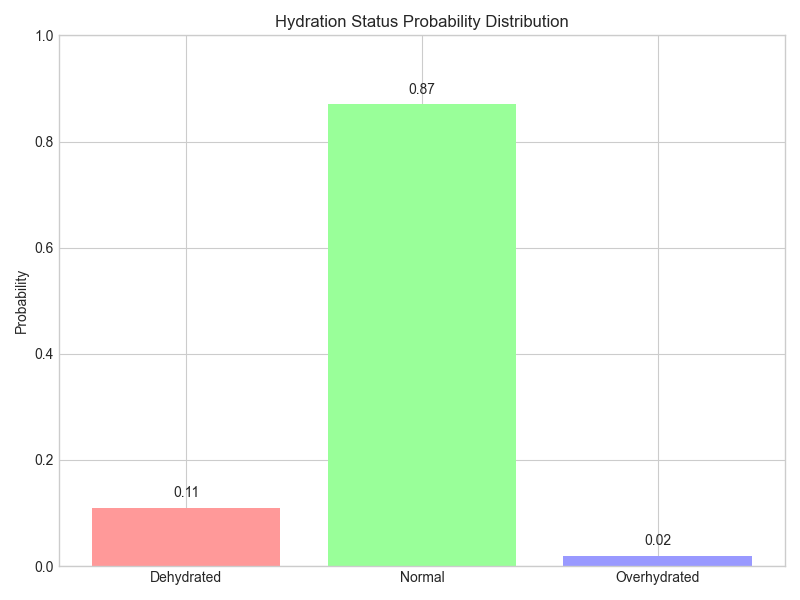 Hydration Status Probability Distribution
1.0
0.8
0.6
0.4
0.2
0.0
Probability
0.11
0.87
0.02
Dehydrated
Normal
Overhydrated